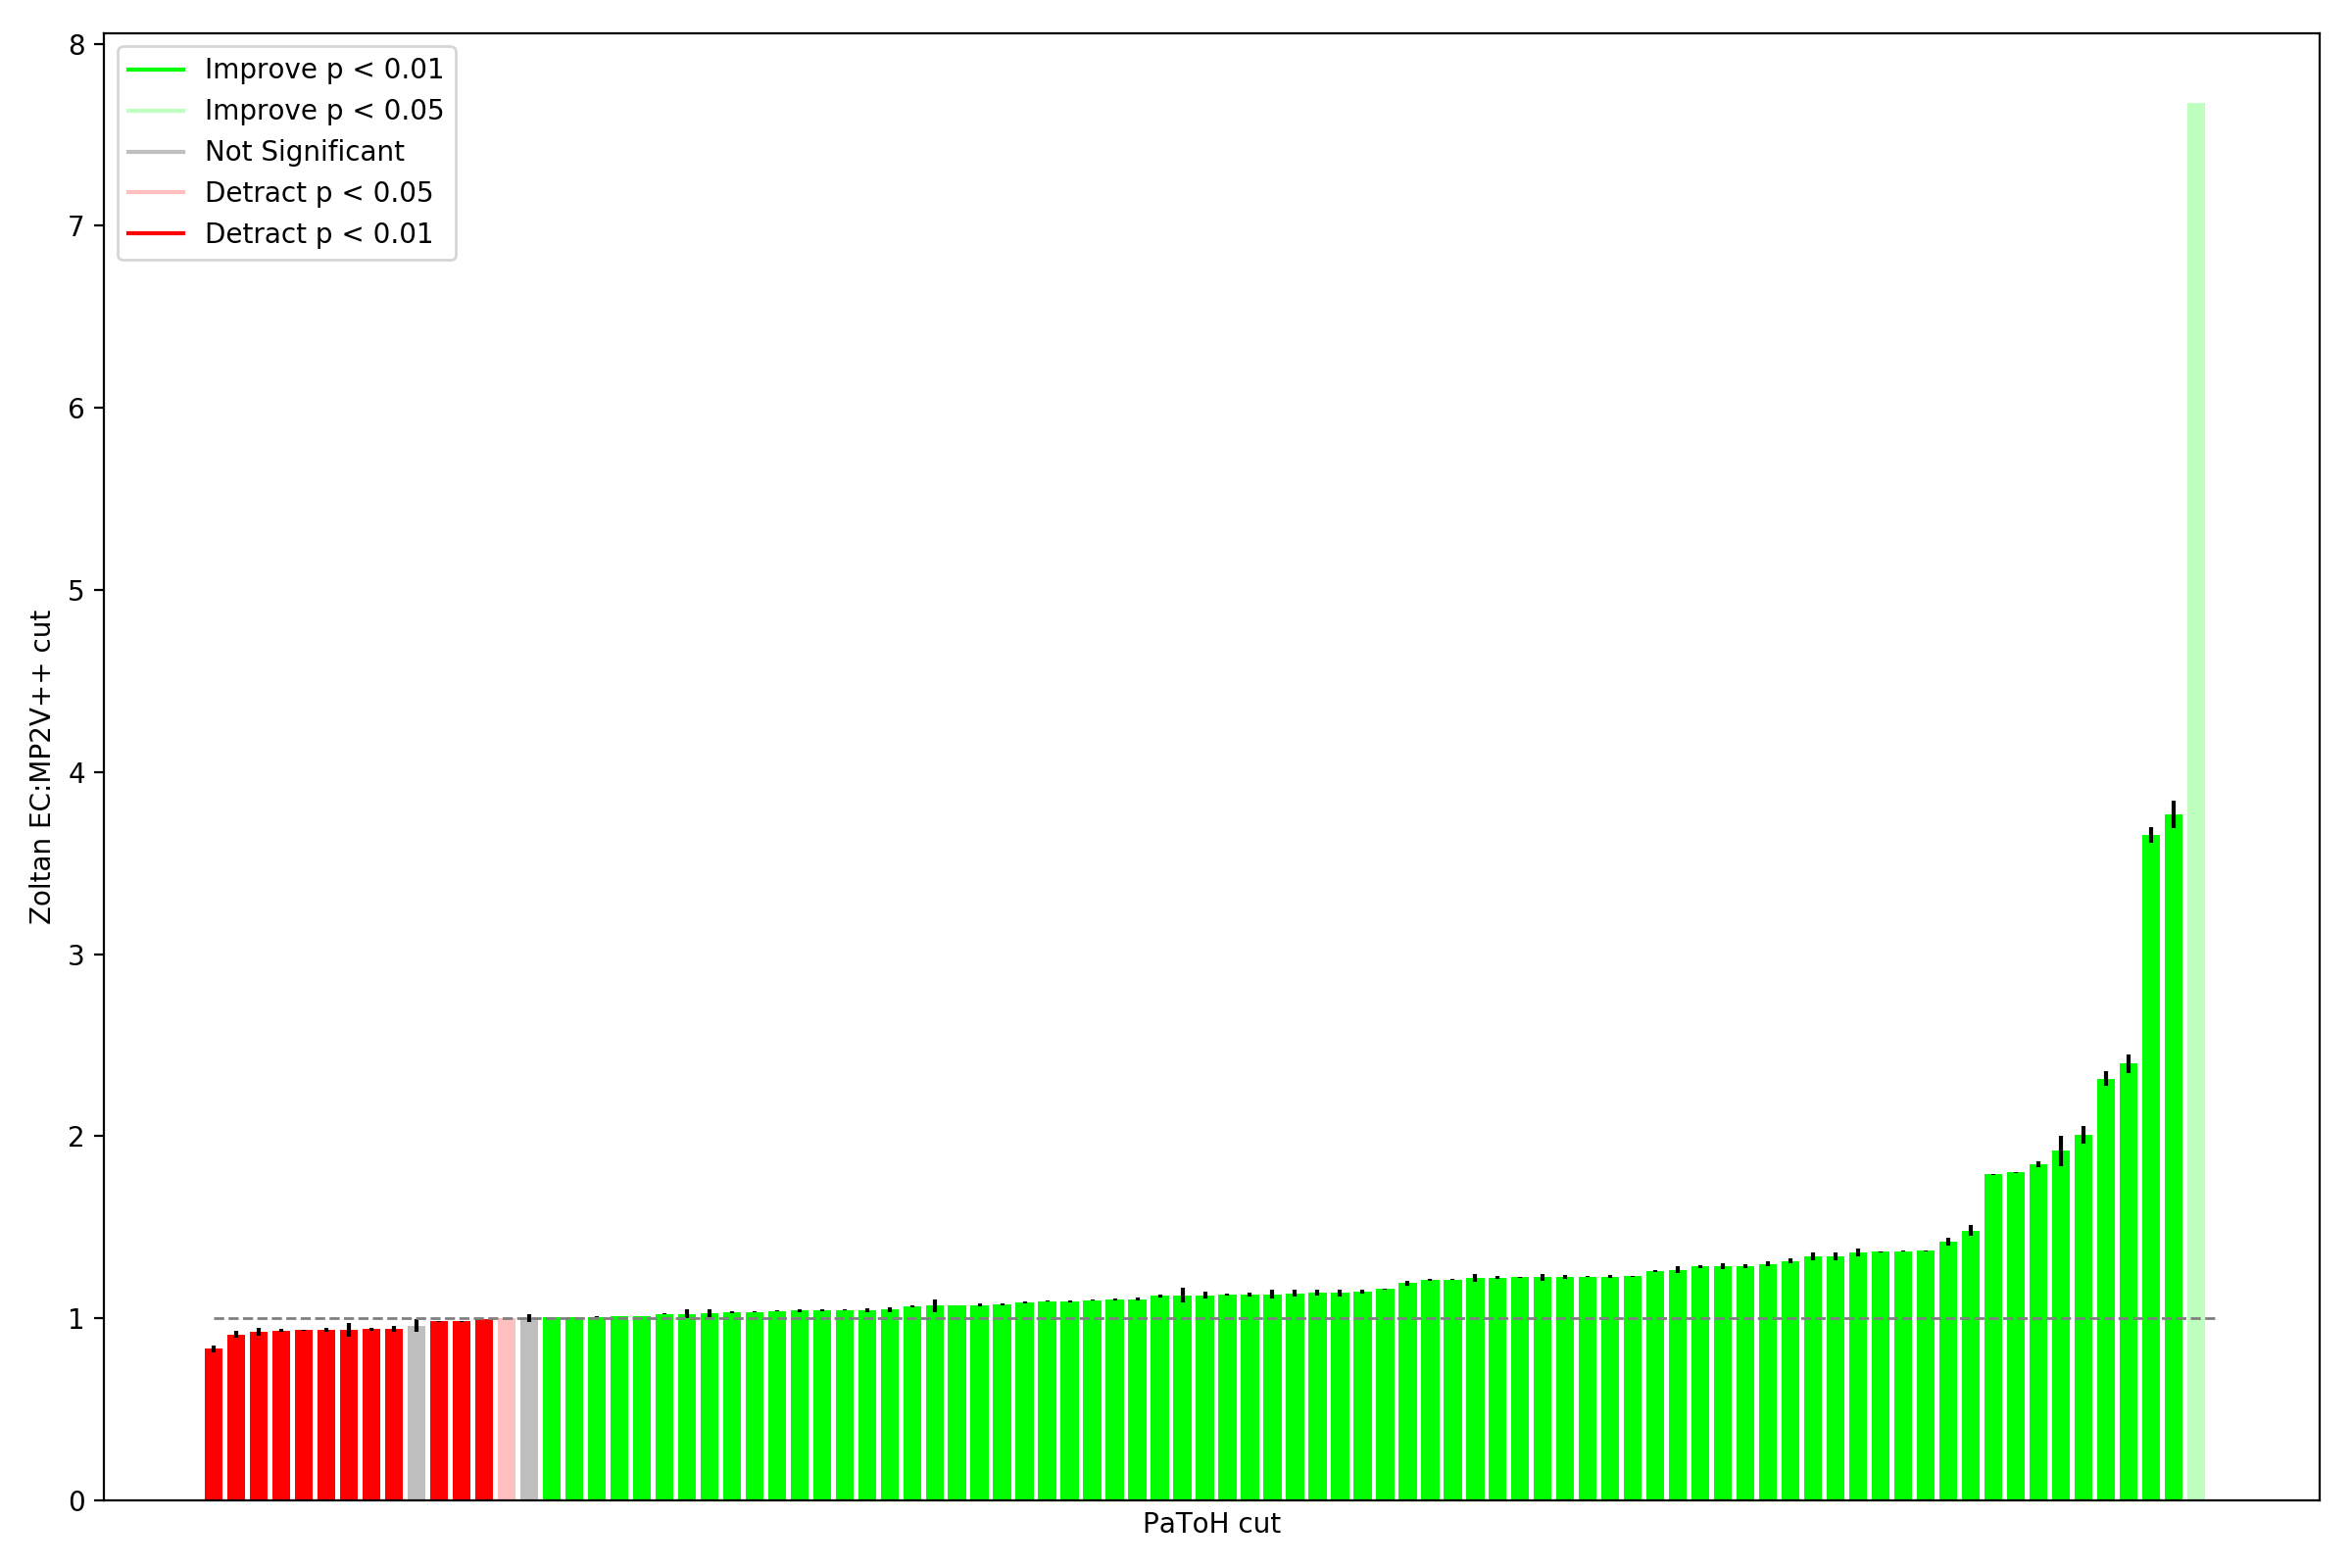 8
7
6
5
4
3
2
1
0
Zoltan EC:MP2V++ cut
Improve p < 0.01
Improve p < 0.05
Not Significant
Detract p < 0.05
Detract p < 0.01
PaToH cut